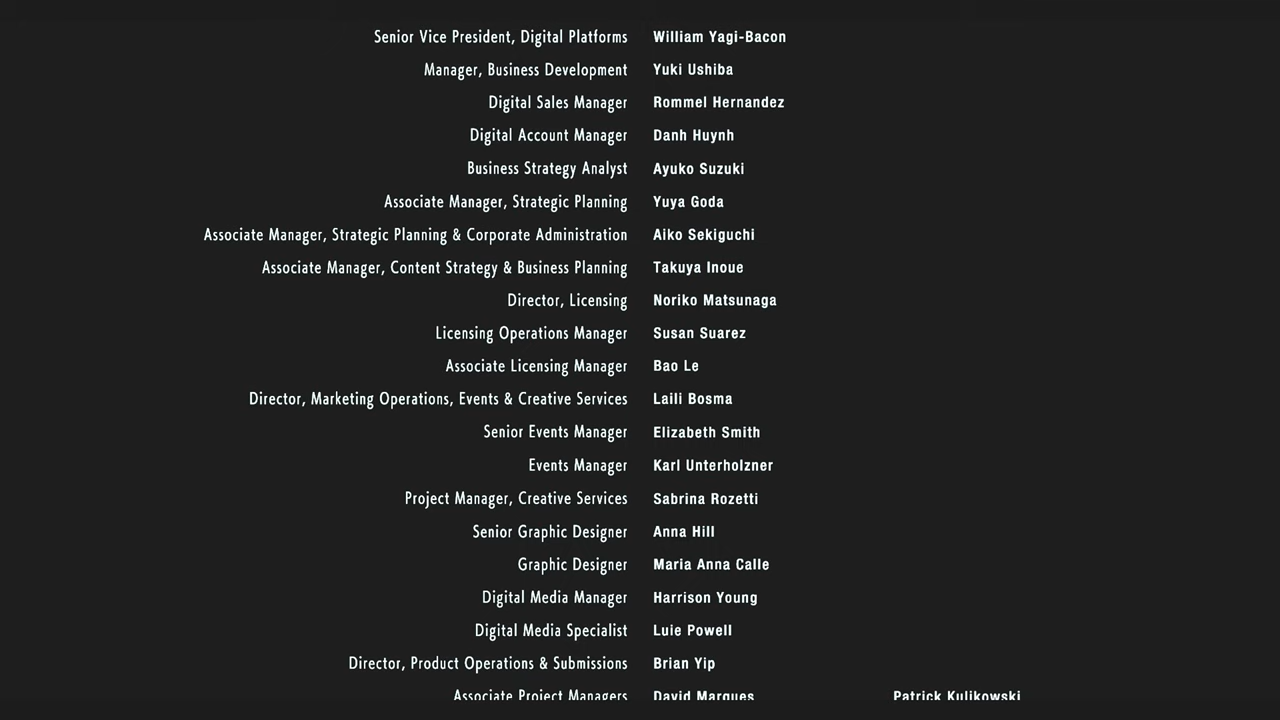 Senior Vice President, Digital Platforms William Yagi-Bacon
Manager, Business Development Yuki Ushiba
Digital Sales Manager Rommel Hernandez
Digital Account Manager Danh Huynh
Business Strategy Analyst Ayuko Suzuki
Associate Manager, Strategic Planning Yuya Goda
Associate Manager, Strategic Planning & Corporate Administration Aiko Sekiguchi
Associate Manager, Content Strategy & Business Planning Takuya Inoue
Director, Licensing Noriko Matsunaga
Licensing Operations Manager Susan Suarez
Associate Licensing Manager Bao Le
Director, Marketing Operations, Events & Creative Services Laili Bosma
Senior Events Manager Elizabeth Smith
Events Manager Karl Unterholzner
Project Manager, Creative Services Sabrina Rozetti
Senior Graphic Designer Anna Hill
Graphic Designer Maria Anna Calle
Digital Media Manager Harrison Young
Digital Media Specialist Luie Powell
Director, Product Operations & Submissions Brian Yip
Associate Project Managers David Marques Patrick Kulikowski